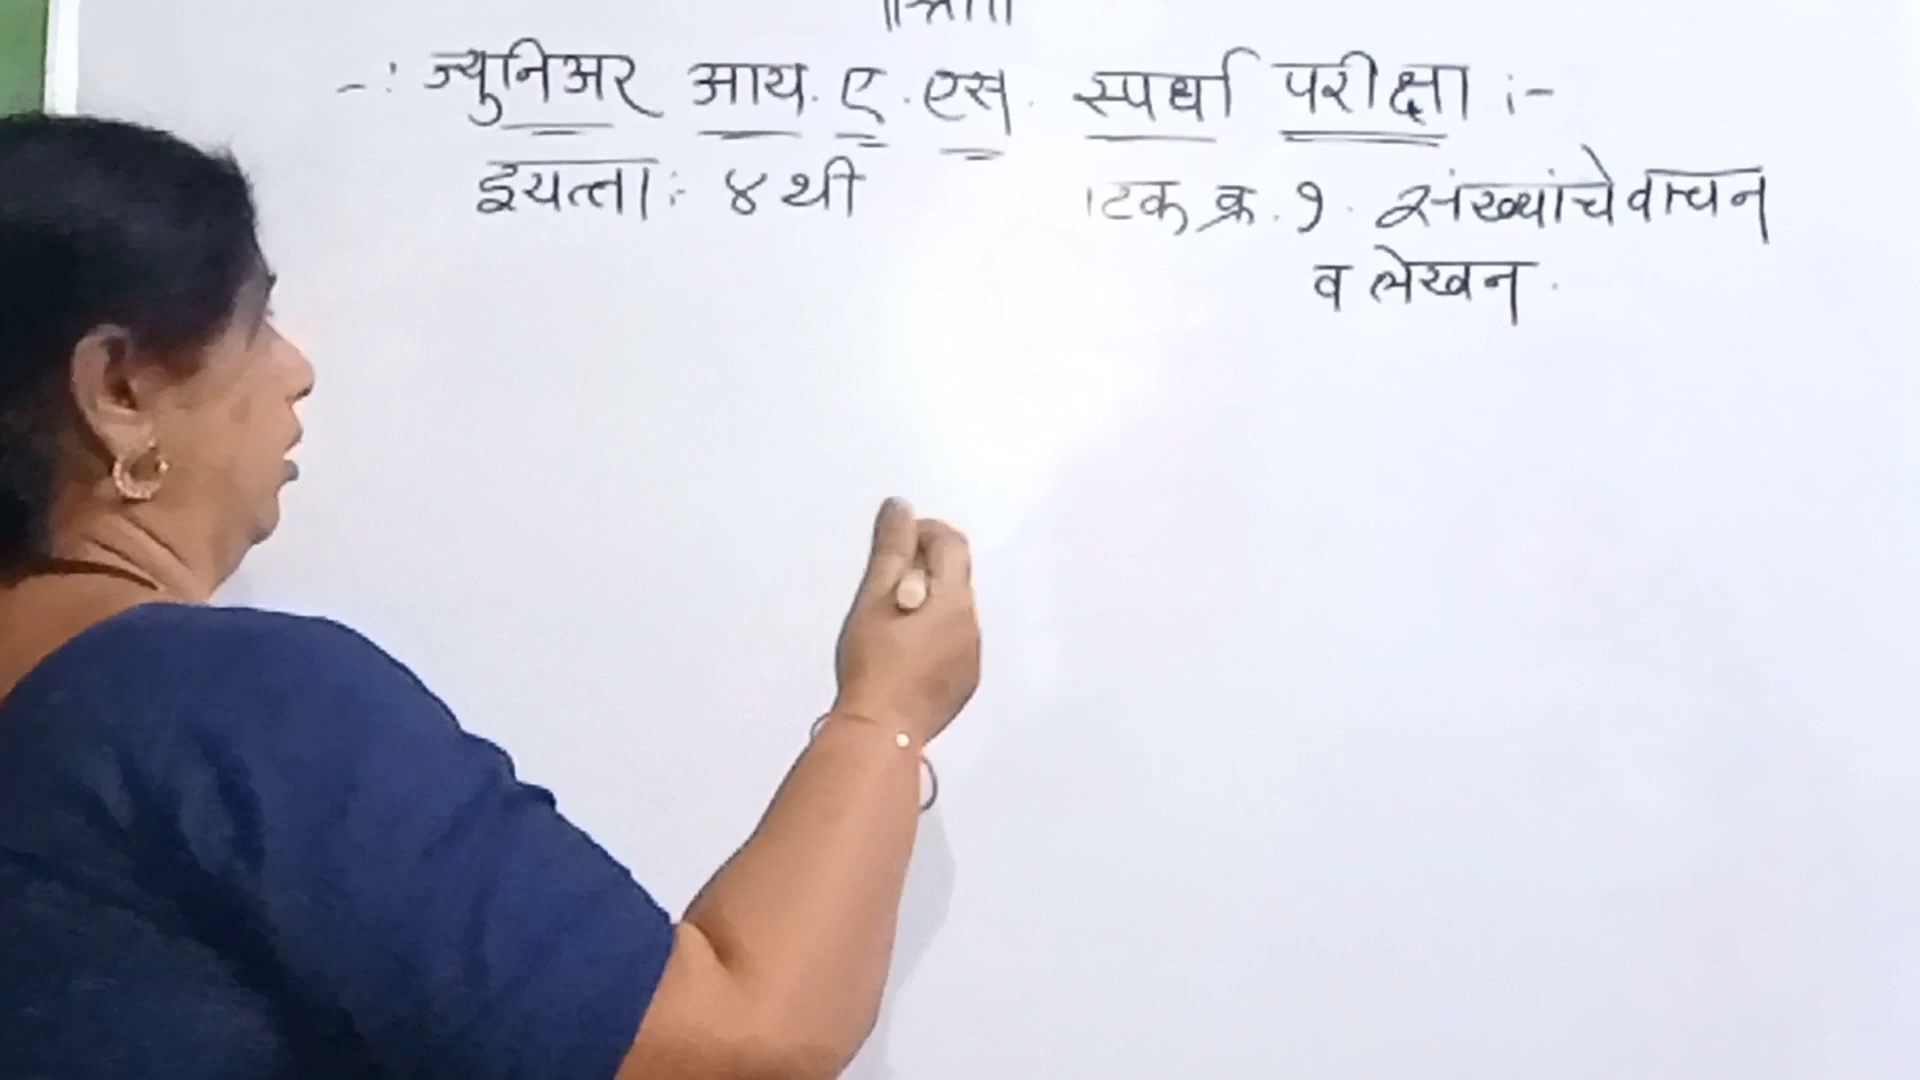 -: ज्युनिअर आय. ए. एस. स्पर्धा परीक्षा :-
इयत्ता :- ४ थी टक क्र. १. संख्यांचे वाचन
व लेखन.